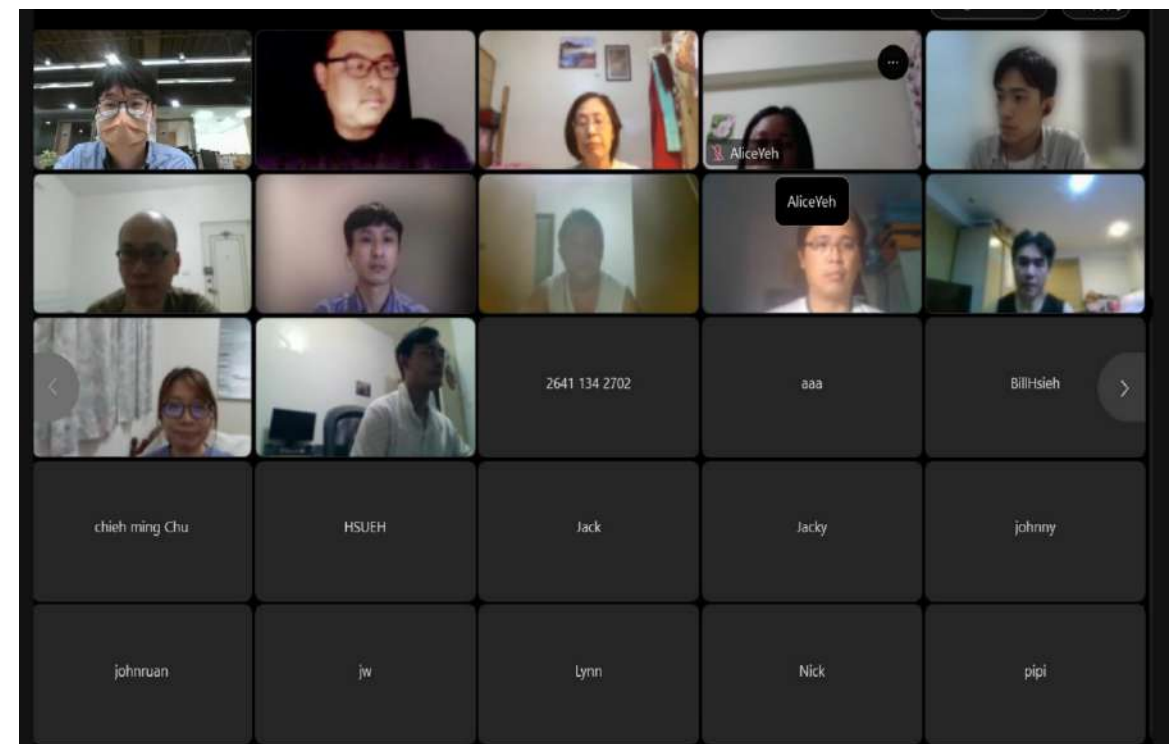 AliceYeh
AliceYeh
2641 134 2702
aaa
BillHsieh
chieh ming Chu
HSUEH
Jack
Jacky
johnny
johnruan
jw
Lynn
Nick
pipi